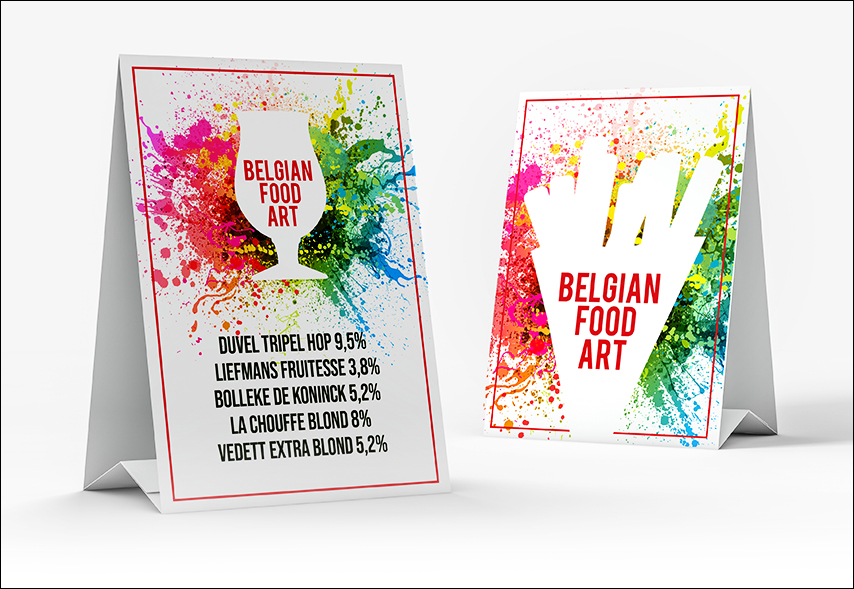 BELGIAN
FOOD
ART
DUVEL TRIPEL HOP 9,5%
LIEFMANS FRUITESSE 3,8%
BOLLEKE DE KONINCK 5,2%
LA CHOUFFE BLOND 8%
VEDETT EXTRA BLOND 5,2%
BELGIAN
FOOD
ART